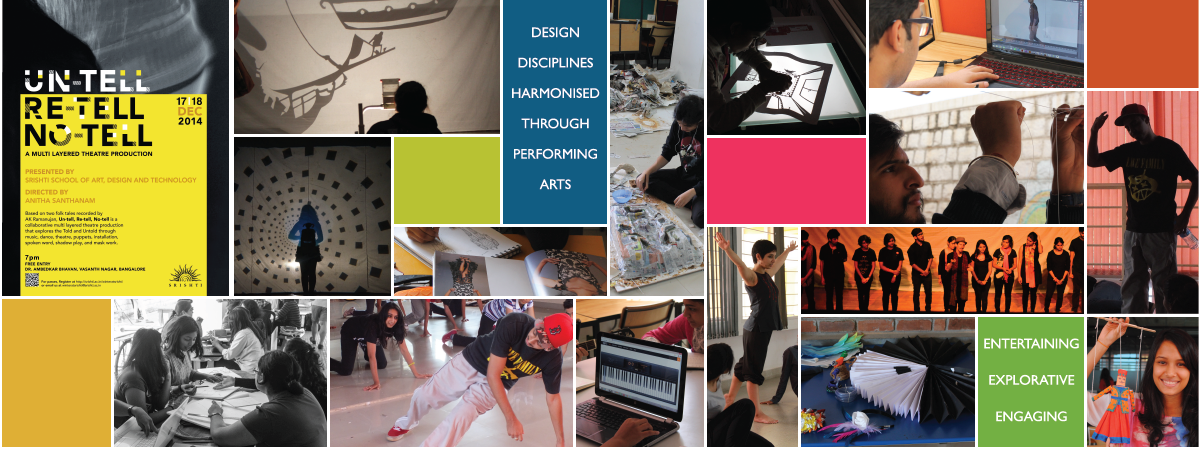 UN-TELL
RE-TELL
NO-TELL
17 18
DEC
2014
A MULTI LAYERED THEATRE PRODUCTION
PRESENTED BY
SRISHTI SCHOOL OF ART, DESIGN AND TECHNOLOGY
DIRECTED BY
ANITHA SANTHANAM
Based on two folk tales recorded by
AK Ramanujan, Un-tell, Re-tell, No-tell is a
collaborative multi layered theatre production
that explores the Told and Untold through
music, dance, theatre, puppets, installation,
spoken word, shadow play, and mask work.
7pm
FREE ENTRY
DR. AMBEDKAR BHAVAN, VASANTH NAGAR, BANGALORE
SRISHTI
DESIGN
DISCIPLINES
HARMONISED
THROUGH
PERFORMING
ARTS
ENTERTAINING
EXPLORATIVE
ENGAGING